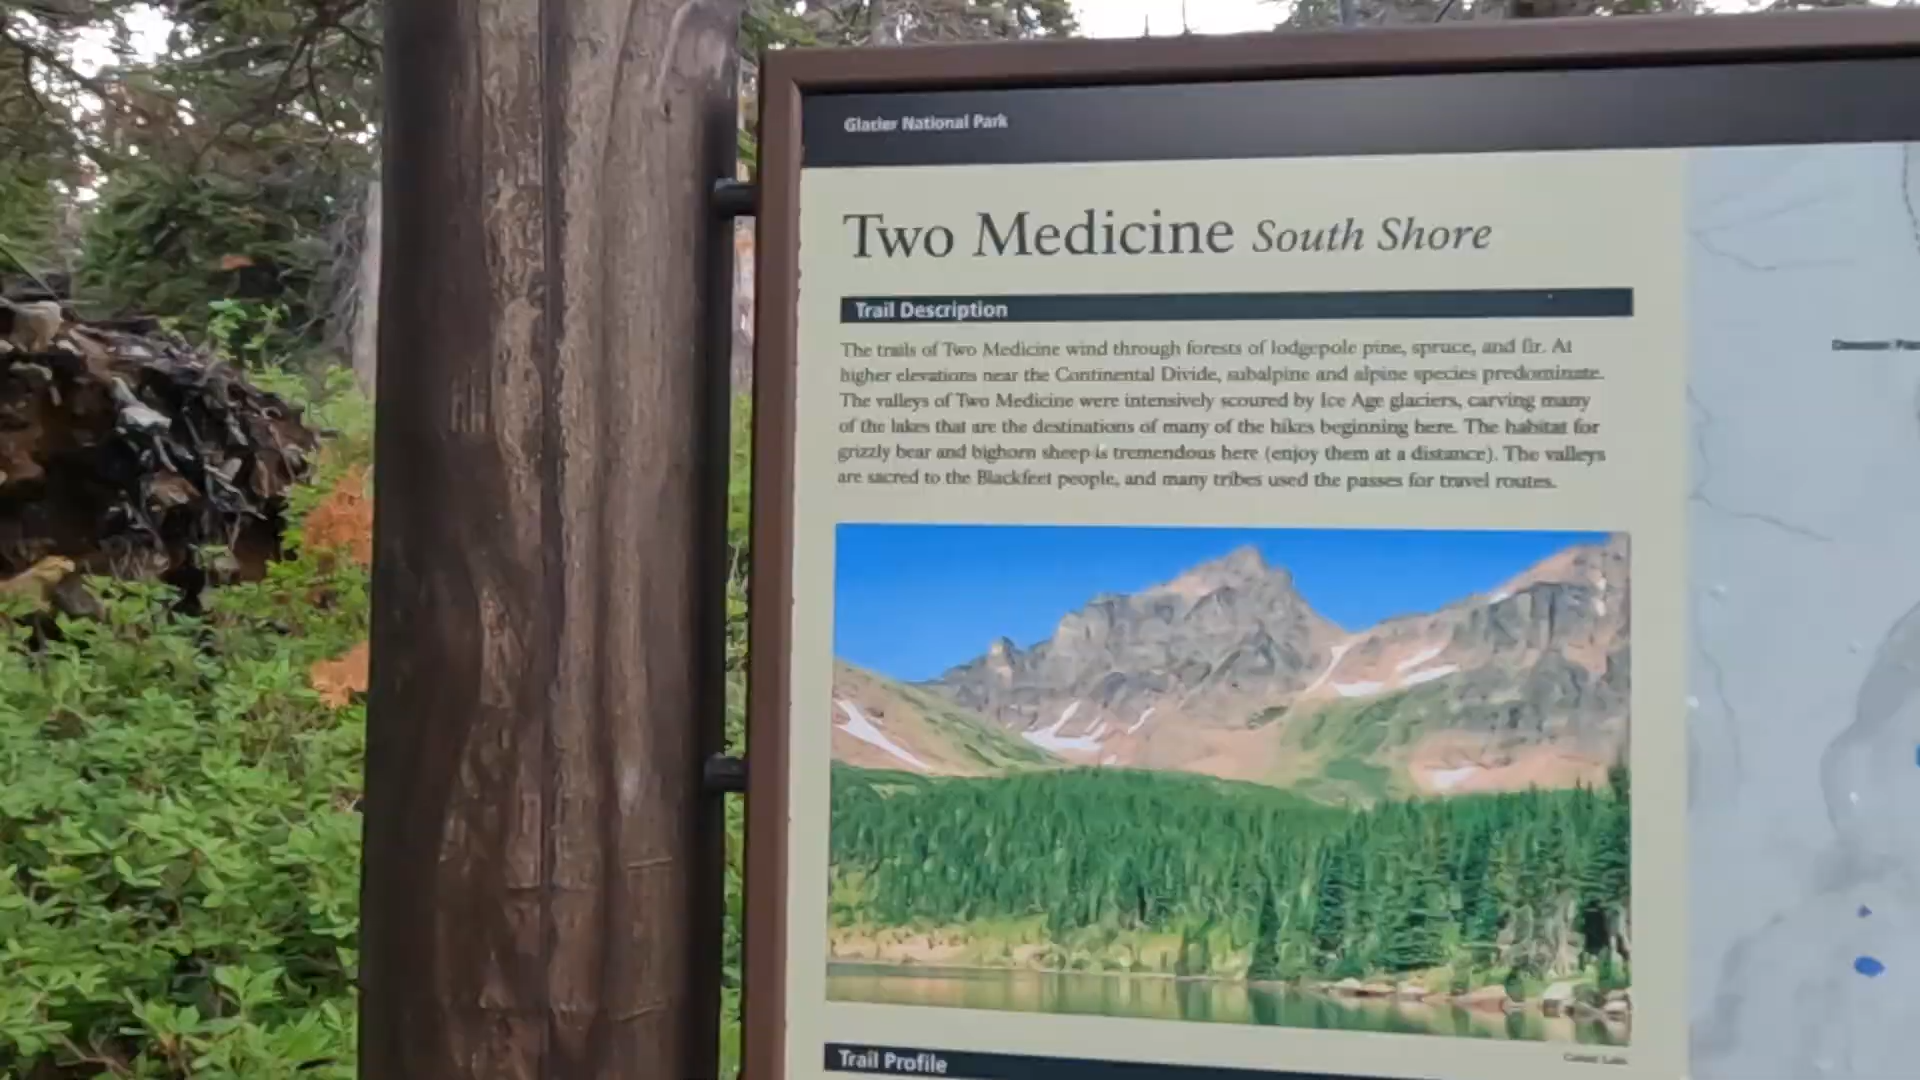 Glacier National Park
Two Medicine South Shore
Trail Description
The trails of Two Medicine wind through forests of lodgepole pine, spruce, and fir. At
higher elevations near the Continental Divide, subalpine and alpine species predominate.
The valleys of Two Medicine were intensively scoured by Ice Age glaciers, carving many
of the lakes that are the destinations of many of the hikes beginning here. The habitat for
grizzly bear and bighorn sheep is tremendous here (enjoy them at a distance). The valleys
are sacred to the Blackfeet people, and many tribes used the passes for travel routes.
Trail Profile